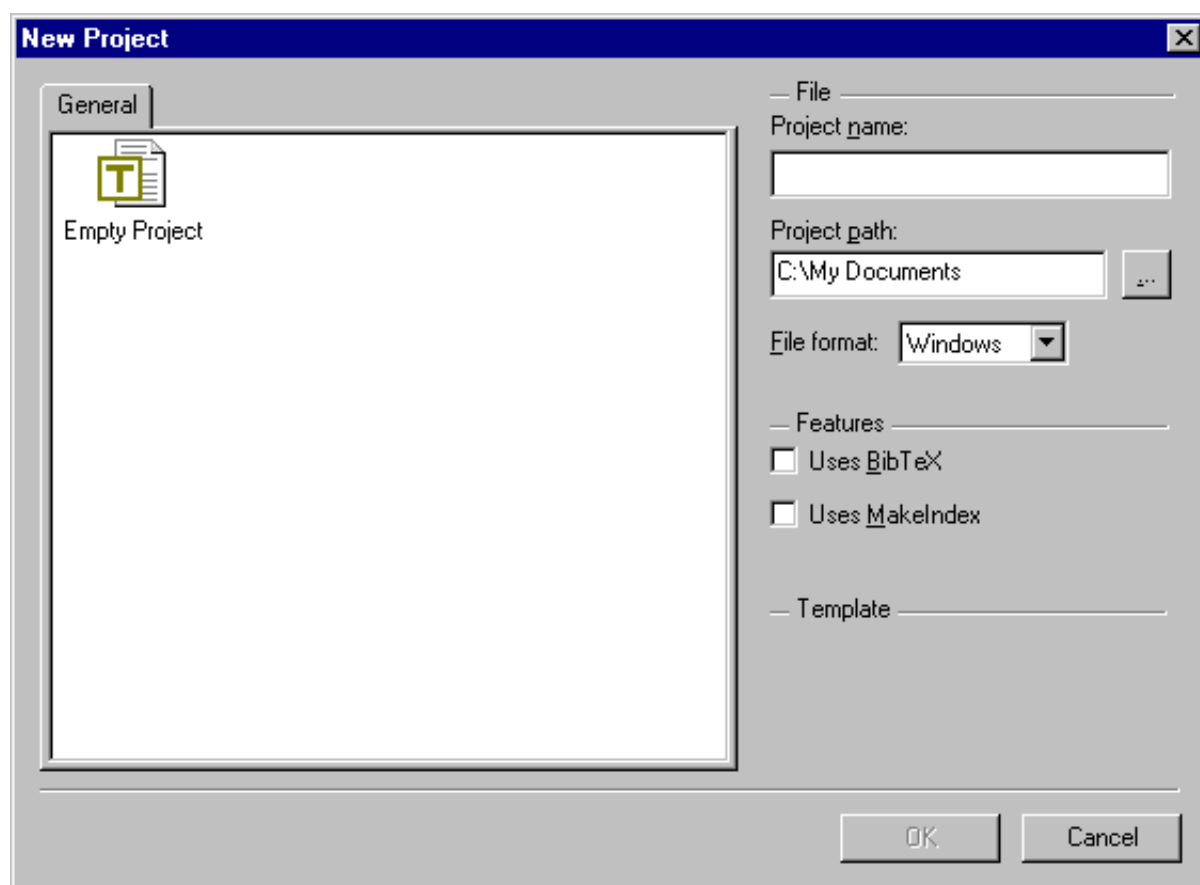 New Project
General
Empty Project
File
Project name:
Project path:
C:\My Documents
...
File format:
Windows
Features
Uses BibTeX
Uses MakeIndex
Template
OK
Cancel